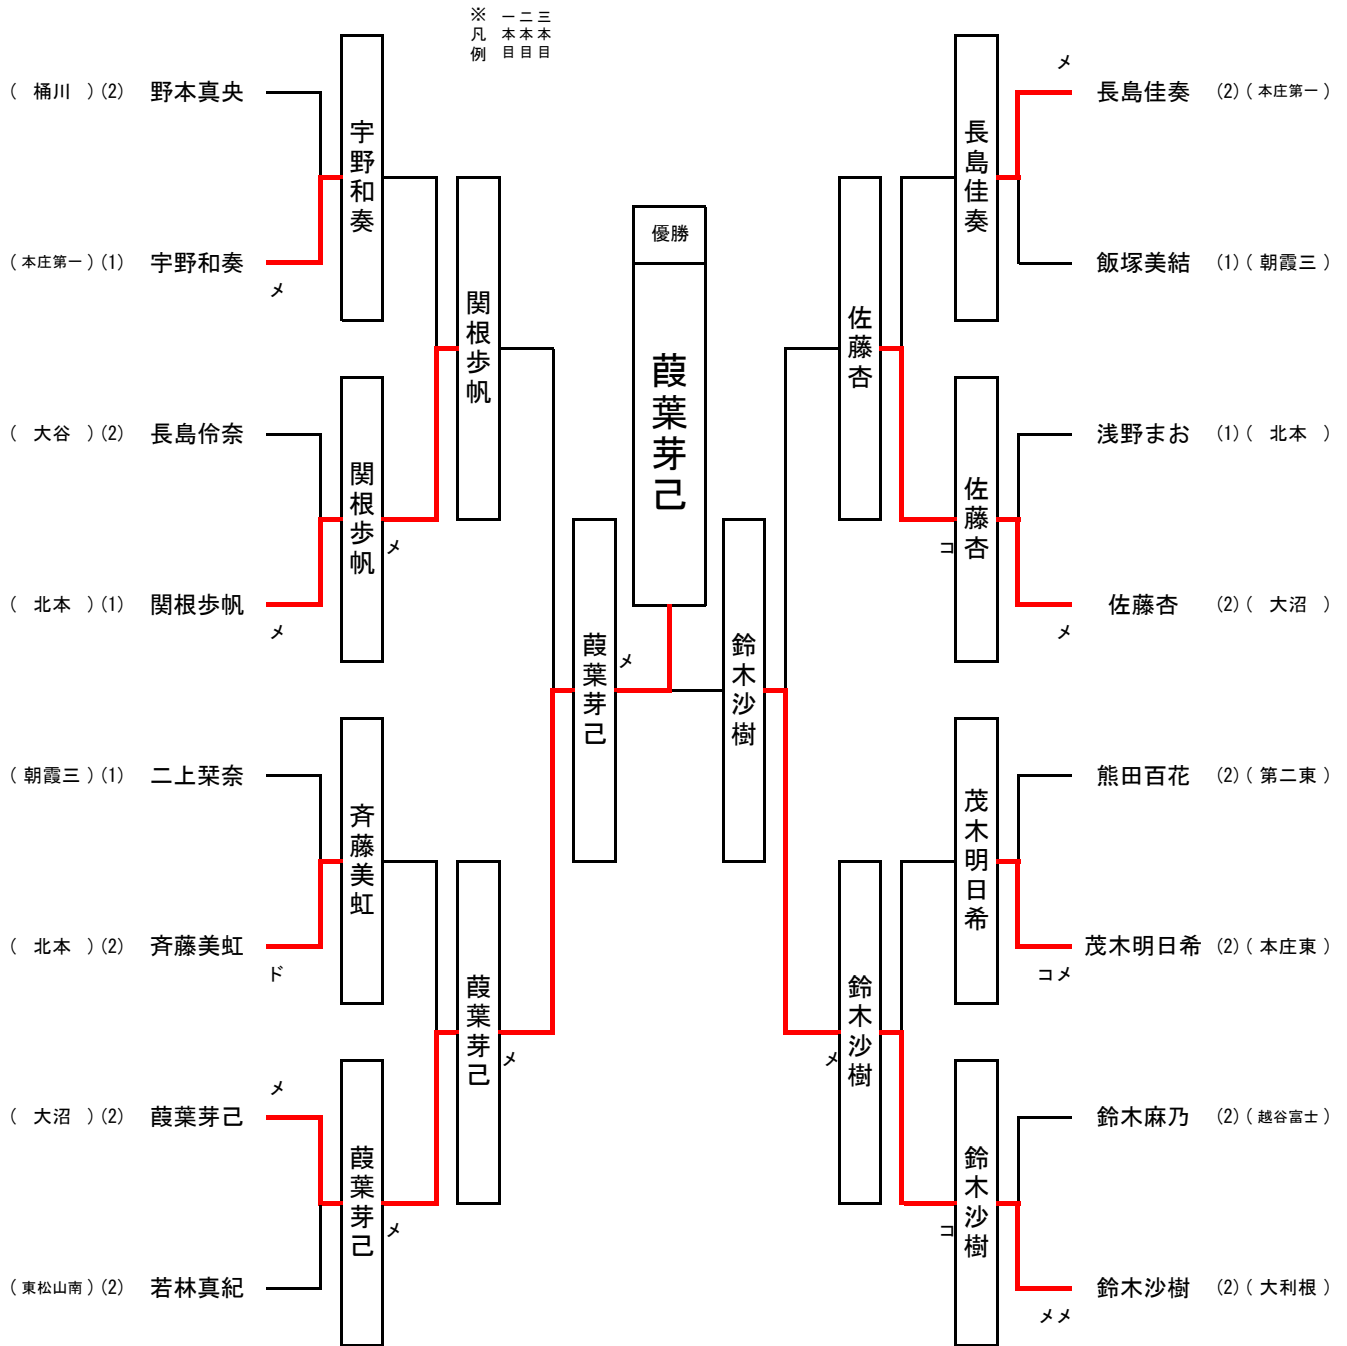 ※凡例 一本目 二本目 三本目
( 桶川 ) (2) 野本真央
( 本庄第一 ) (1) 宇野和奏
メ
( 大谷 ) (2) 長島伶奈
( 北本 ) (1) 関根歩帆
メ
( 朝霞三 ) (1) 二上栞奈
( 北本 ) (2) 斉藤美虹
ド
メ
( 大沼 ) (2) 葭葉芽己
( 東松山南 ) (2) 若林真紀
宇野和奏
関根歩帆
メ
斉藤美虹
葭葉芽己
メ
関根歩帆
葭葉芽己
メ
葭葉芽己
メ
優勝
葭葉芽己
鈴木沙樹
佐藤杏
鈴木沙樹
メ
長島佳奏
佐藤杏
コ
茂木明日希
鈴木沙樹
コ
メ
長島佳奏 (2) ( 本庄第一 )
飯塚美結 (1) ( 朝霞三 )
浅野まお (1) ( 北本 )
佐藤杏 (2) ( 大沼 )
メ
熊田百花 (2) ( 第二東 )
茂木明日希 (2) ( 本庄東 )
コメ
鈴木麻乃 (2) ( 越谷富士 )
鈴木沙樹 (2) ( 大利根 )
メメ